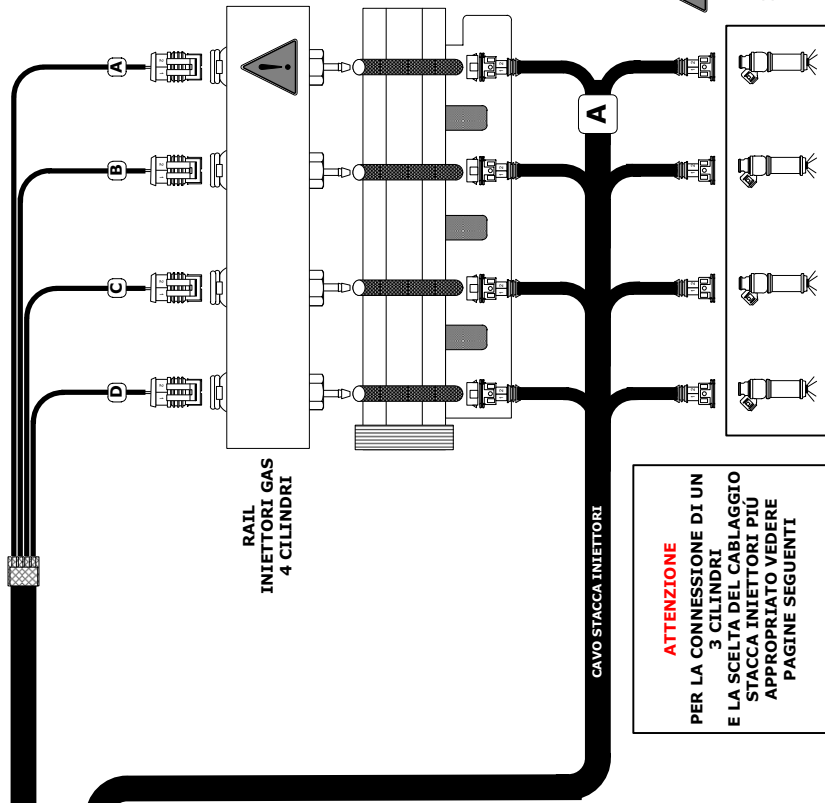 A
B
C
D
RAIL
INIETTORI GAS
4 CILINDRI
A
CAVO STACCA INIETTORI
ATTENZIONE
PER LA CONNESSIONE DI UN
3 CILINDRI
E LA SCELTA DEL CABLAGGIO
STACCA INIETTORI PIÚ
APPROPRIATO VEDERE
PAGINE SEGUENTI